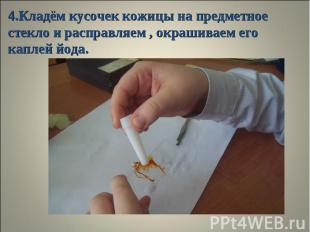 4.Кладём кусочек кожицы на предметное
стекло и расправляем , окрашиваем его
каплей йода.
PPt4WEB.ru